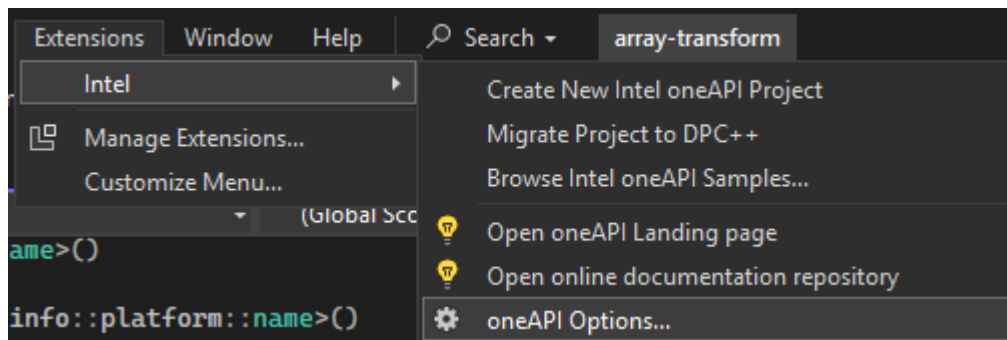 Extensions Window Help Search array-transform
Intel
Manage Extensions...
Customize Menu...
Create New Intel oneAPI Project
Migrate Project to DPC++
Browse Intel oneAPI Samples...
Open oneAPI Landing page
Open online documentation repository
oneAPI Options...
(Global Sco
ame>()
info::platform::name>()